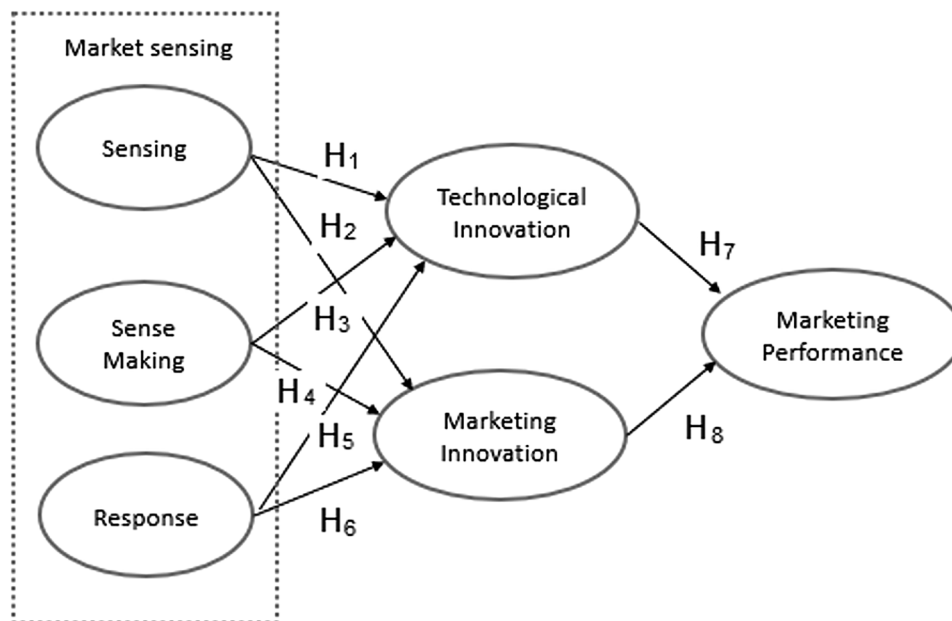 Market sensing
Sensing
H1
Technological
Innovation
H2
H7
Sense
Making
H3
Marketing
Performance
H4
Marketing
Innovation
H5
H8
Response
H6